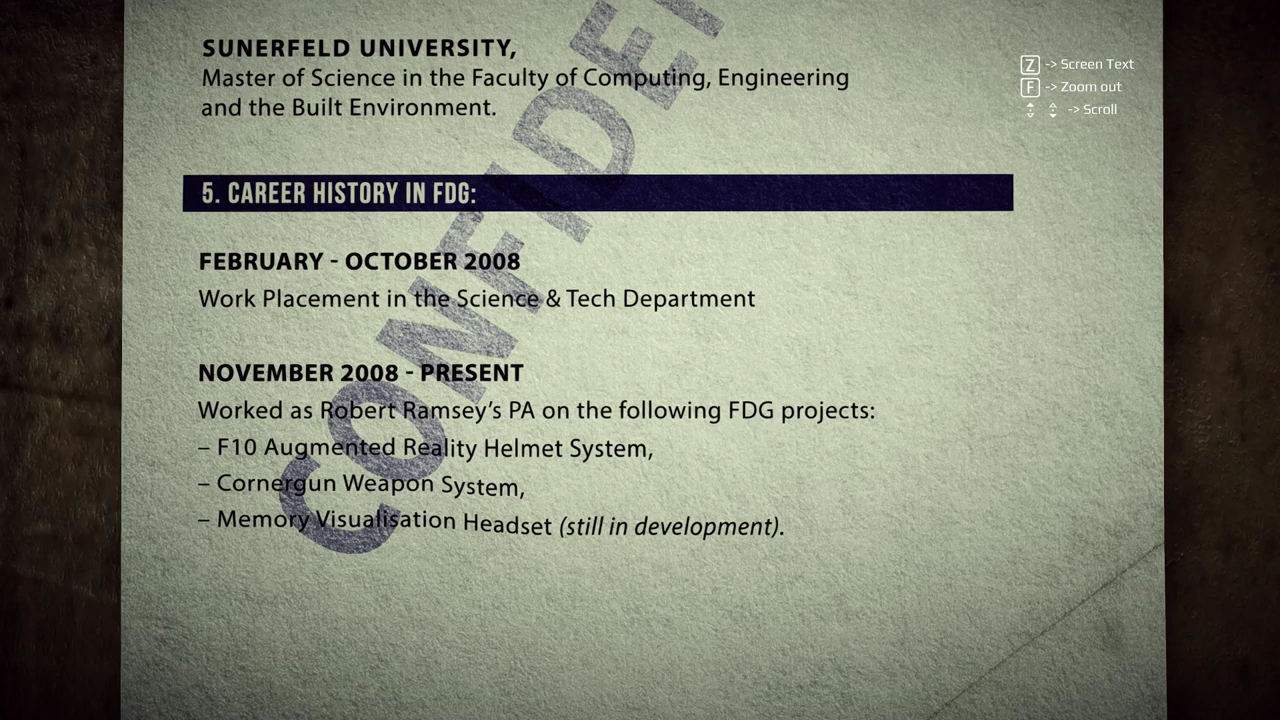 SUNERFELD UNIVERSITY,
Master of Science in the Faculty of Computing, Engineering
and the Built Environment.
5. CAREER HISTORY IN FDG:
FEBRUARY - OCTOBER 2008
Work Placement in the Science & Tech Department
NOVEMBER 2008 - PRESENT
Worked as Robert Ramsey's PA on the following FDG projects:
– F10 Augmented Reality Helmet System,
– Cornergun Weapon System,
– Memory Visualisation Headset (still in development).
CONFIDE
Z -> Screen Text
F -> Zoom out
-> Scroll